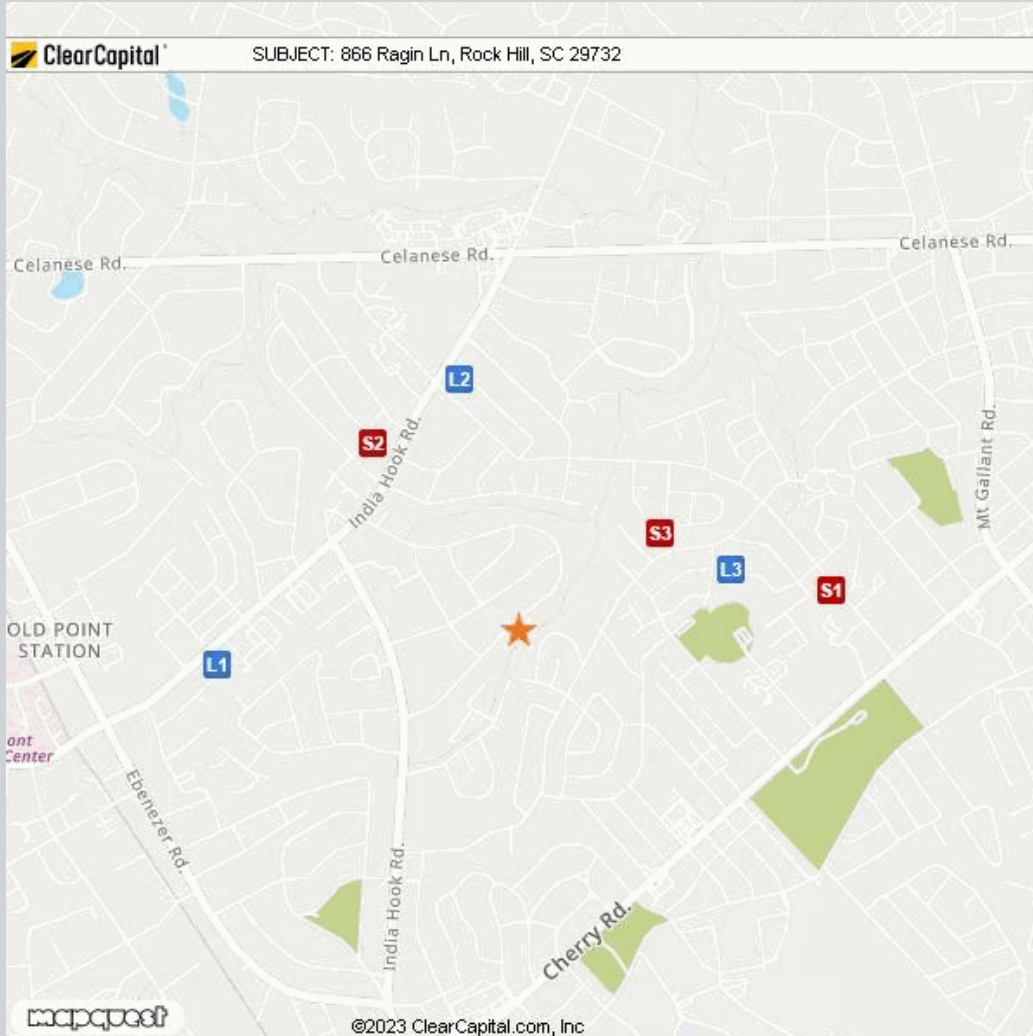 ClearCapital
SUBJECT: 866 Ragin Ln, Rock Hill, SC 29732
Celanese Rd.
Celanese Rd.
Celanese Rd.
L2
S2
India Hook Rd.
Mt Gallant Rd.
S3
L3
S1
OLD POINT
STATION
L1
ont
Center
Ebenezer Rd.
India Hook Rd.
Cherry Rd.
mapquest
©2023 ClearCapital.com, Inc